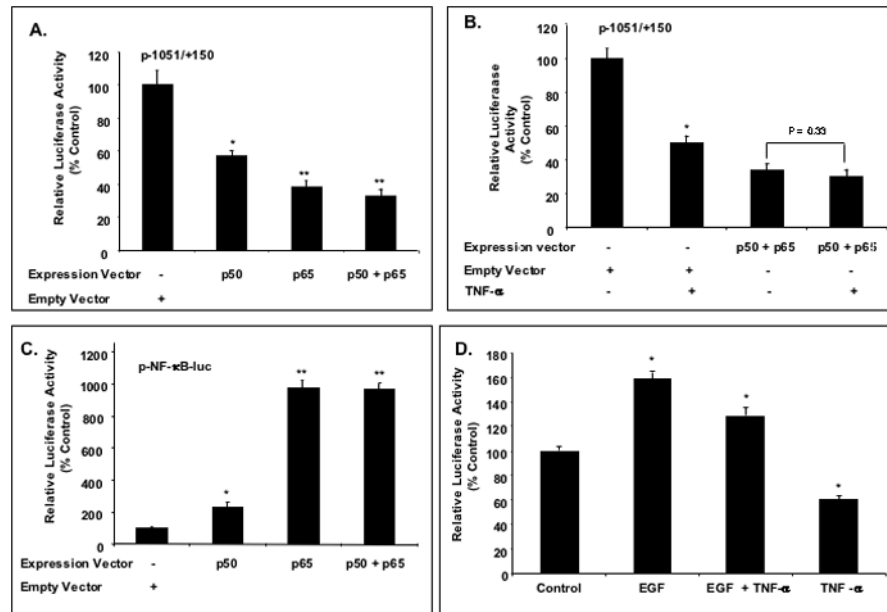 A.
p-1051/+150
Relative Luciferase Activity
(% Control)
120
100
80
60
40
20
0
*
**
**
Expression Vector - p50 p65 p50 + p65
Empty Vector +
B.
p-1051/+150
Relative Luciferaase
Activity
(% Control)
120
100
80
60
40
20
0
*
P = 0.33
Expression vector - - p50 + p65 p50 + p65
Empty Vector + + - -
TNF-α - + - +
C.
p-NF-κB-luc
Relative Luciferase Activity
(% Control)
1200
1000
800
600
400
200
0
*
**
**
Expression Vector - p50 p65 p50 + p65
Empty Vector +
D.
Relative Luciferase Activity
(% Control)
180
160
140
120
100
80
60
40
20
0
*
*
*
Control EGF EGF + TNF-α TNF -α